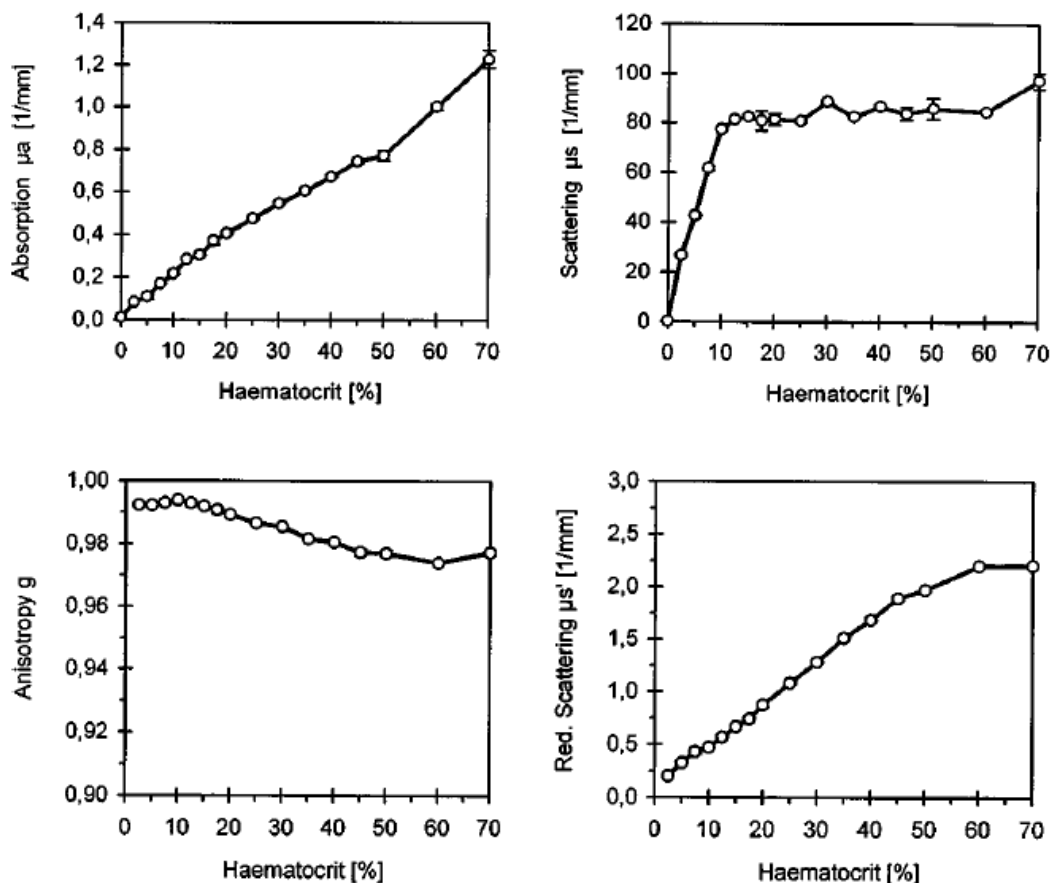 Absorption µa [1/mm]
1,4
1,2
1,0
0,8
0,6
0,4
0,2
0,0
0 10 20 30 40 50 60 70
Haematocrit [%]
Scattering µs [1/mm]
120
100
80
60
40
20
0
0 10 20 30 40 50 60 70
Haematocrit [%]
Anisotropy g
1,00
0,98
0,96
0,94
0,92
0,90
0 10 20 30 40 50 60 70
Haematocrit [%]
Red. Scattering µs' [1/mm]
3,0
2,5
2,0
1,5
1,0
0,5
0,0
0 10 20 30 40 50 60 70
Haematocrit [%]